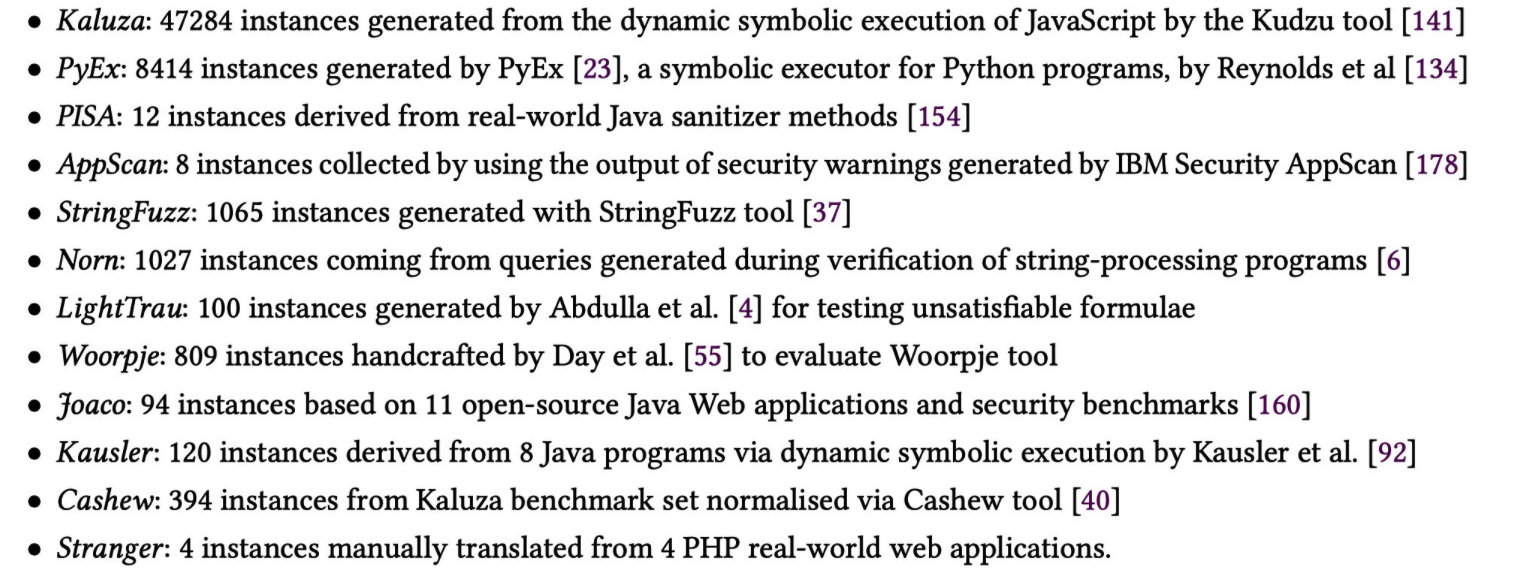 • Kaluza: 47284 instances generated from the dynamic symbolic execution of JavaScript by the Kudzu tool [141]
• PyEx: 8414 instances generated by PyEx [23], a symbolic executor for Python programs, by Reynolds et al [134]
• PISA: 12 instances derived from real-world Java sanitizer methods [154]
• AppScan: 8 instances collected by using the output of security warnings generated by IBM Security AppScan [178]
• StringFuzz: 1065 instances generated with StringFuzz tool [37]
• Norn: 1027 instances coming from queries generated during verification of string-processing programs [6]
• LightTrau: 100 instances generated by Abdulla et al. [4] for testing unsatisfiable formulae
• Woorpje: 809 instances handcrafted by Day et al. [55] to evaluate Woorpje tool
• Joaco: 94 instances based on 11 open-source Java Web applications and security benchmarks [160]
• Kausler: 120 instances derived from 8 Java programs via dynamic symbolic execution by Kausler et al. [92]
• Cashew: 394 instances from Kaluza benchmark set normalised via Cashew tool [40]
• Stranger: 4 instances manually translated from 4 PHP real-world web applications.